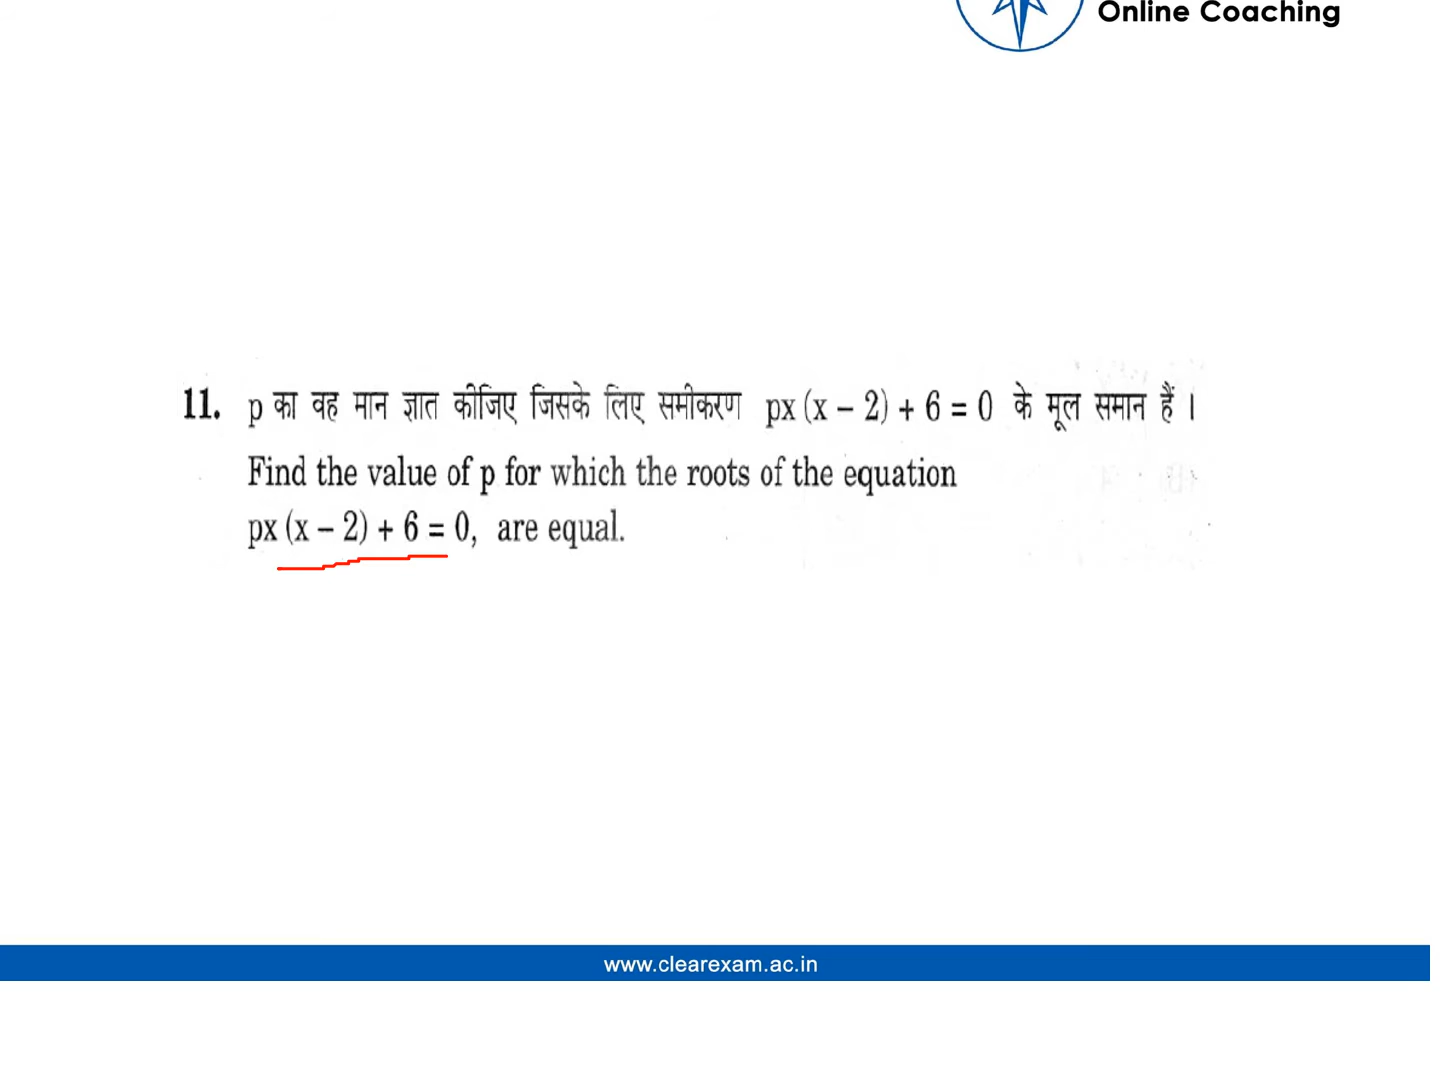 Online Coaching
11. p का वह मान ज्ञात कीजिए जिसके लिए समीकरण px (x – 2) + 6 = 0 के मूल समान हैं ।
Find the value of p for which the roots of the equation
px (x – 2) + 6 = 0, are equal.
www.clearexam.ac.in